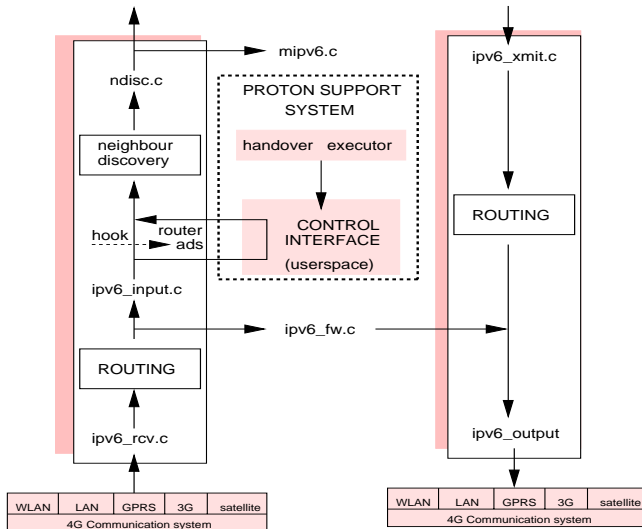 mipv6.c
ndisc.c
neighbour
discovery
hook
router
ads
ipv6_input.c
ROUTING
ipv6_rcv.c
WLAN LAN GPRS 3G satellite
4G Communication system
PROTON SUPPORT
SYSTEM
handover executor
CONTROL
INTERFACE
(userspace)
ipv6_fw.c
ipv6_xmit.c
ROUTING
ipv6_output
WLAN LAN GPRS 3G satellite
4G Communication system